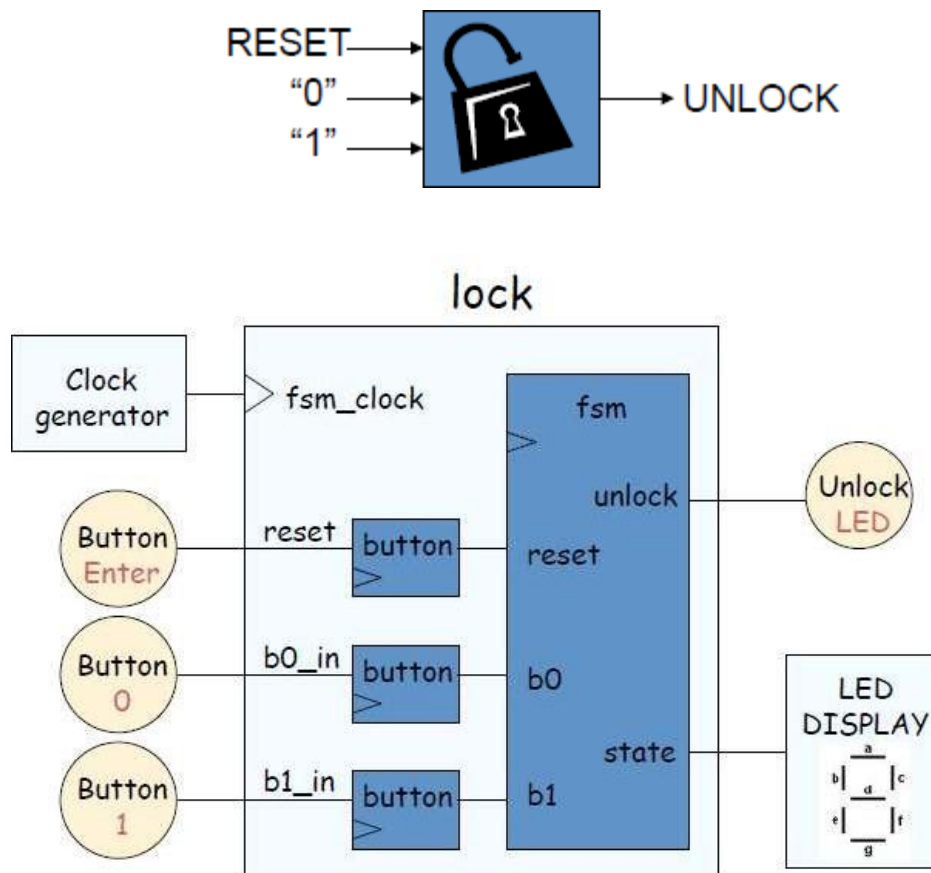 RESET
“0”
“1”
UNLOCK
lock
Clock
generator
fsm_clock
fsm
unlock
Unlock
LED
Button
Enter
reset
button
reset
Button
0
b0_in
button
b0
LED
DISPLAY
a
b
c
d
e
f
g
state
Button
1
b1_in
button
b1